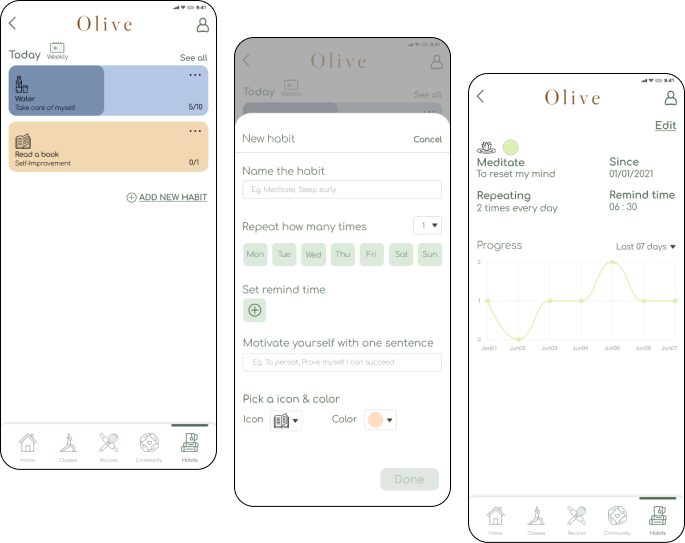 9:41
Olive
Today
Weekly
See all
Water
Take care of myself
5/10
Read a book
Self-Improvement
0/1
ADD NEW HABIT
Home
Classes
Recipes
Community
Habits
9:41
Olive
Today
Weekly
See all
New habit
Cancel
Name the habit
Eg. Meditate, Sleep early
Repeat how many times
1
Mon Tue Wed Thu Fri Sat Sun
Set remind time
Motivate yourself with one sentence
Eg. To persist, Prove myself I can succeed
Pick a icon & color
Icon
Color
Done
9:41
Olive
Edit
Meditate
To reset my mind
Since
01/01/2021
Repeating
2 times every day
Remind time
06 : 30
Progress
Last 07 days
2
1
0
Jun01 Jun02 Jun03 Jun04 Jun05 Jun06 Jun07
Home
Classes
Recipes
Community
Habits